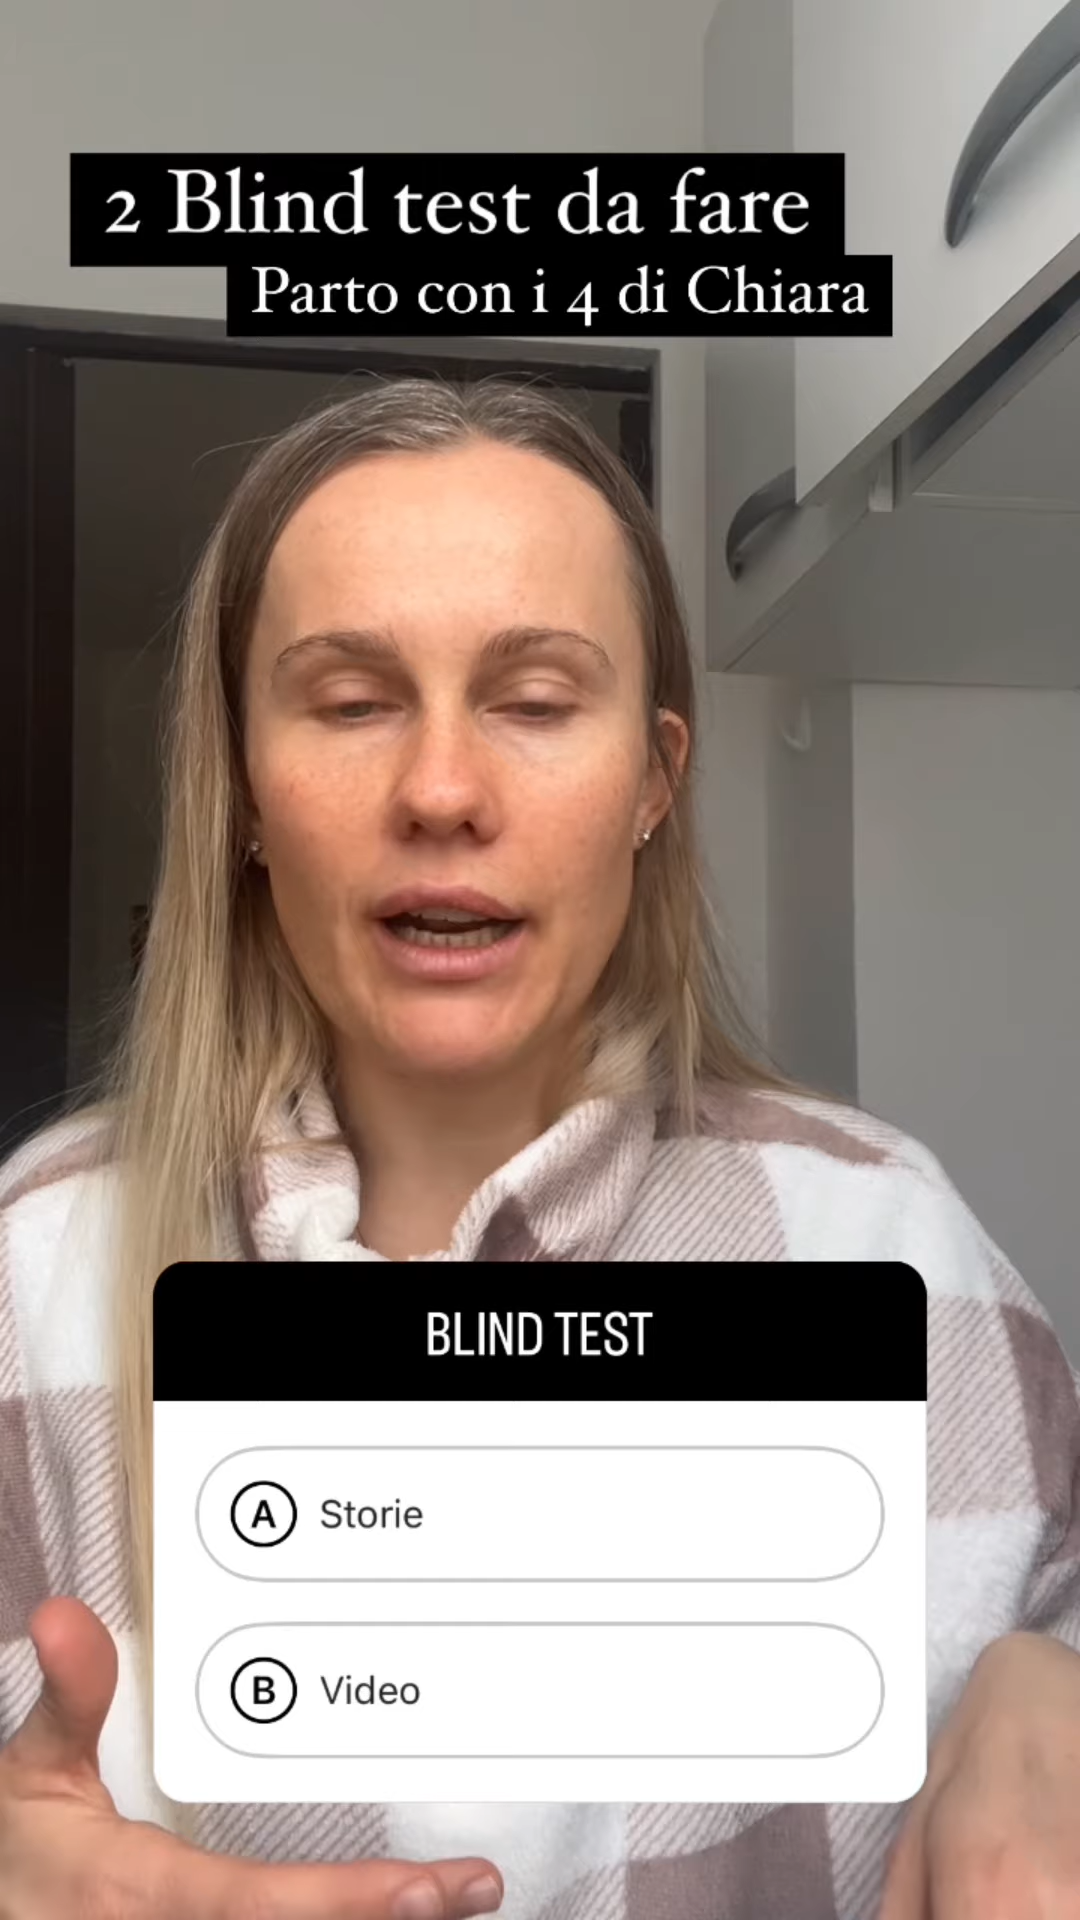 2 Blind test da fare
Parto con i 4 di Chiara
BLIND TEST
A Storie
B Video